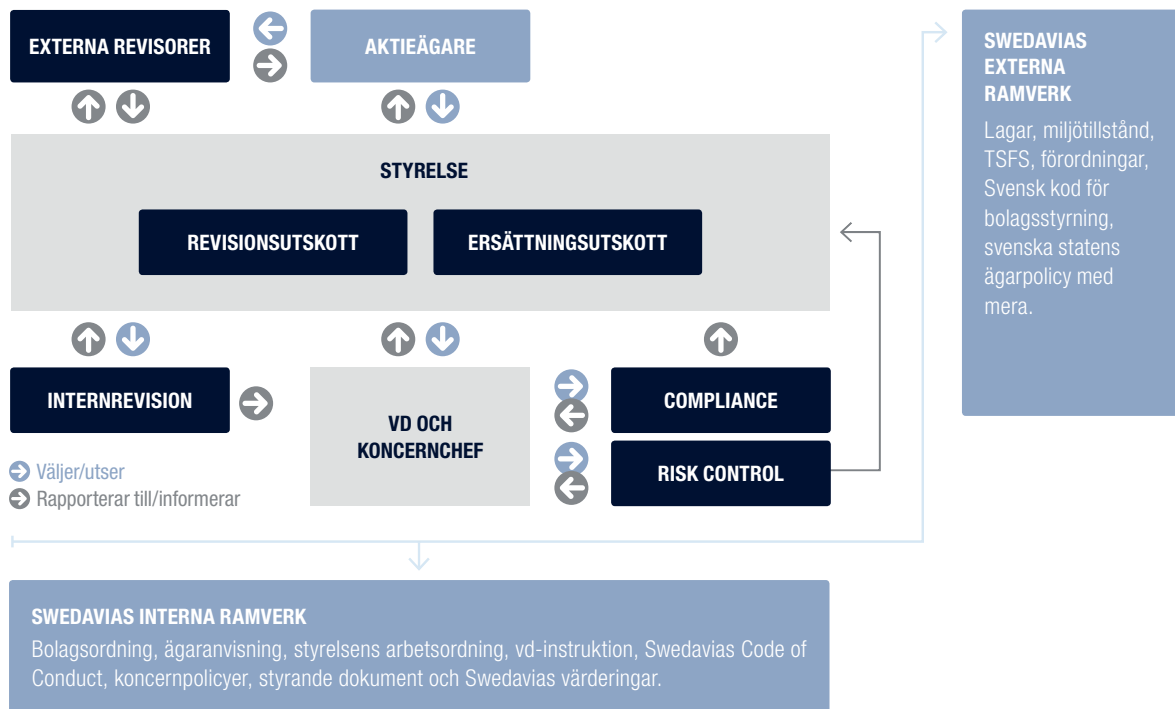 EXTERNA REVISORER
AKTIEÄGARE
STYRELSE
REVISIONSUTSKOTT
ERSÄTTNINGSUTSKOTT
INTERNREVISION
VD OCH
KONCERNCHEF
COMPLIANCE
RISK CONTROL
Väljer/utser
Rapporterar till/informerar
SWEDAVIAS
EXTERNA
RAMVERK
Lagar, miljötillstånd,
TSFS, förordningar,
Svensk kod för
bolagsstyrning,
svenska statens
ägarpolicy med
mera.
SWEDAVIAS INTERNA RAMVERK
Bolagsordning, ägaranvisning, styrelsens arbetsordning, vd-instruktion, Swedavias Code of
Conduct, koncernpolicyer, styrande dokument och Swedavias värderingar.